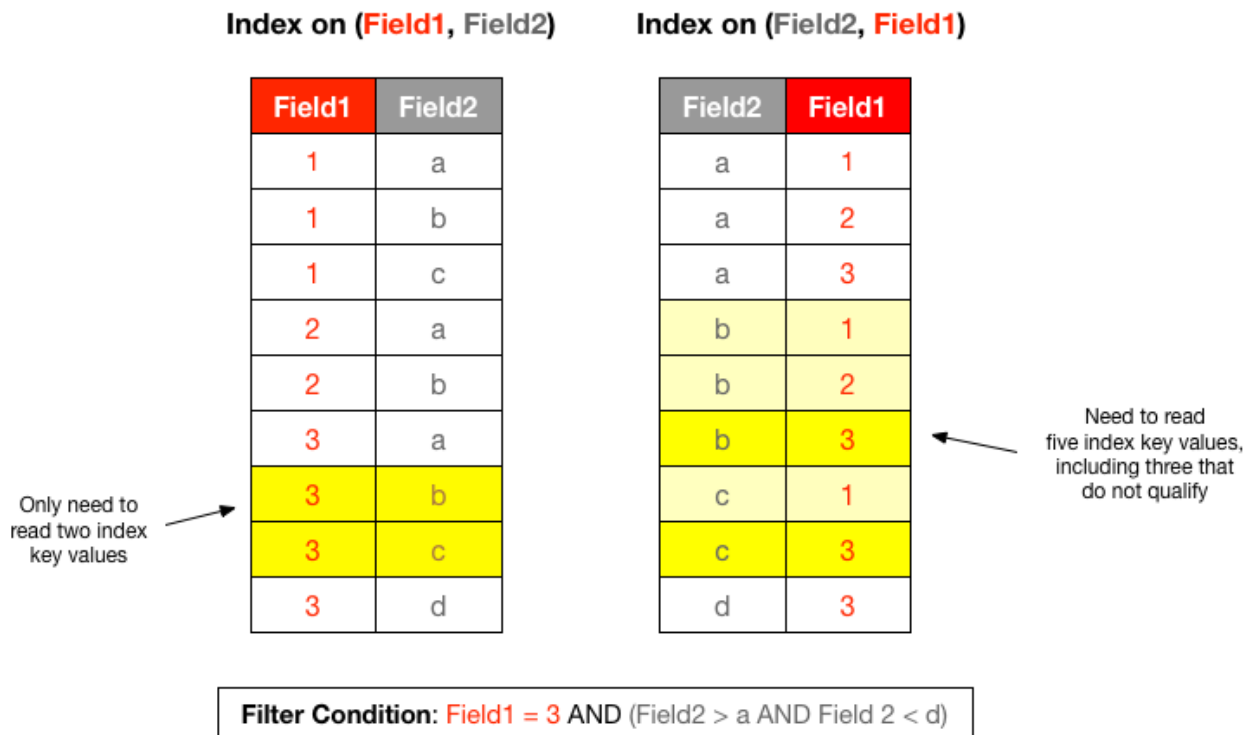 Index on (Field1, Field2)
Index on (Field2, Field1)
Field1 Field2
1 a
1 b
1 c
2 a
2 b
3 a
3 b
3 c
3 d
Field2 Field1
a 1
a 2
a 3
b 1
b 2
b 3
c 1
c 3
d 3
Only need to
read two index
key values
Need to read
five index key values,
including three that
do not qualify
Filter Condition: Field1 = 3 AND (Field2 > a AND Field 2 < d)